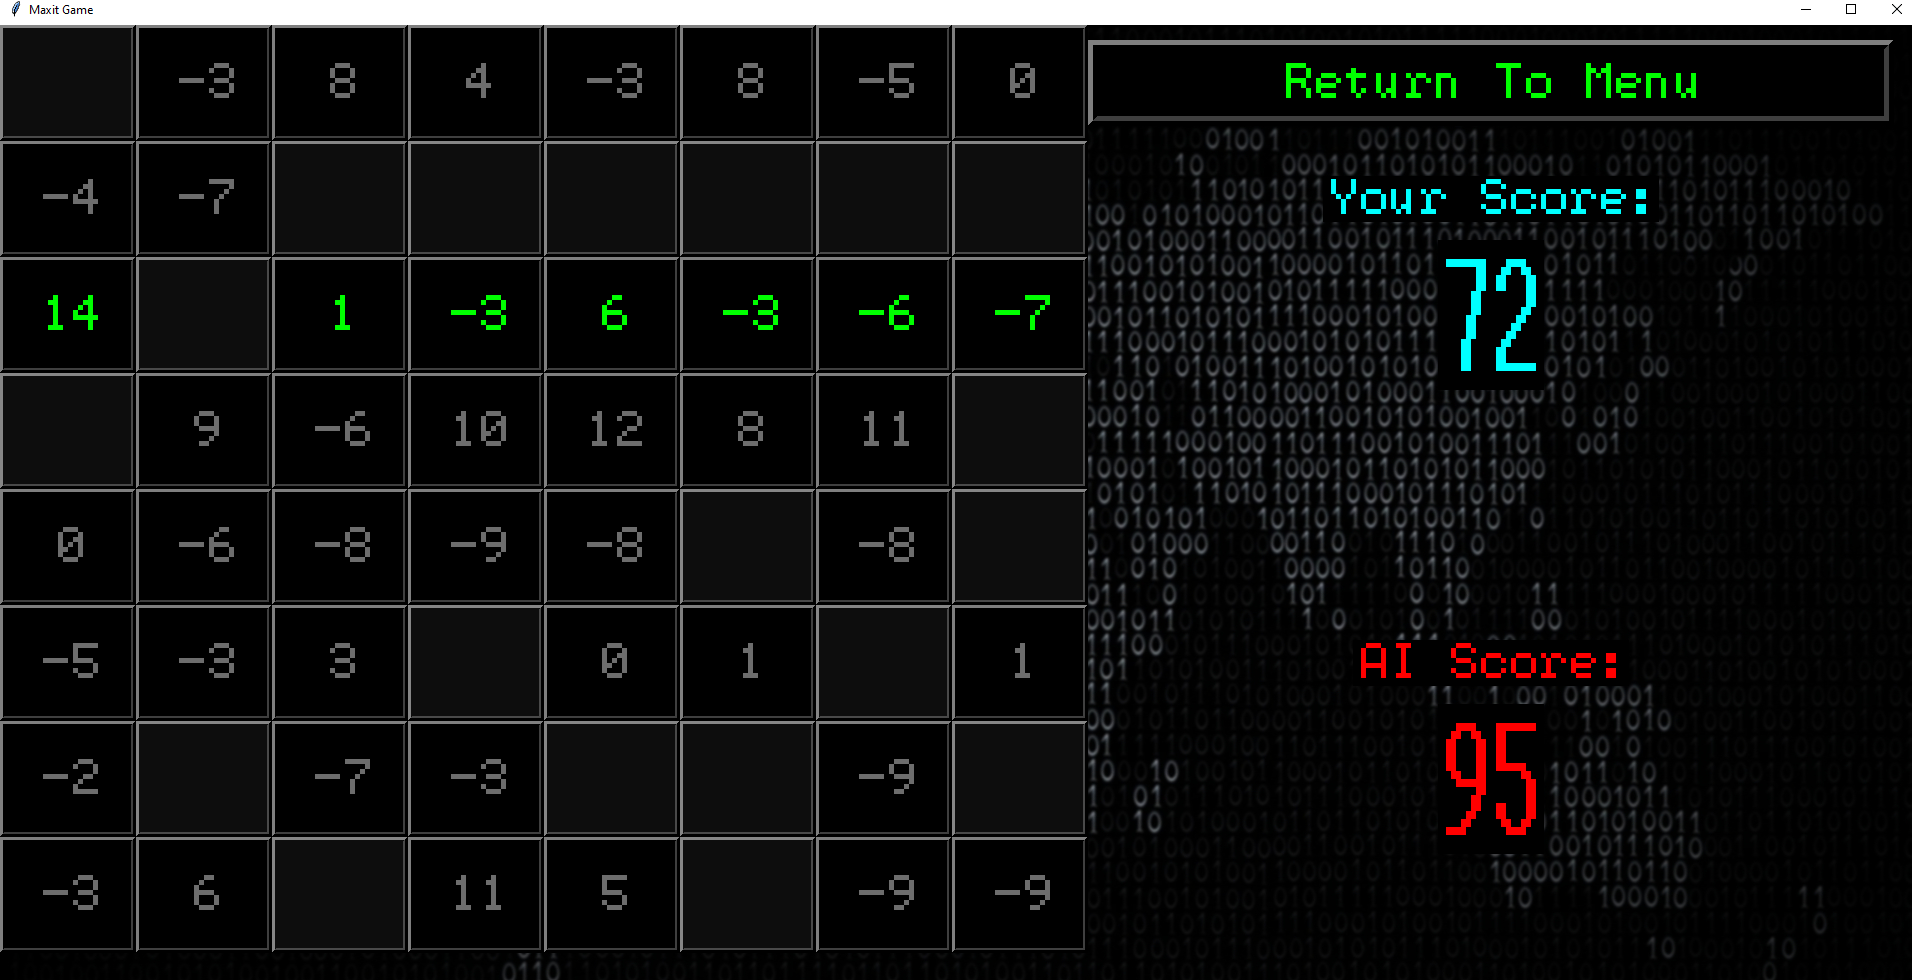 Maxit Game
-3 8 4 -3 8 -5 0
Return To Menu
-4 -7
Your Score:
14 1 -3 6 -3 -6 -7
72
9 -6 10 12 8 11
0 -6 -8 -9 -8 -8
-5 -3 3 0 1 1
AI Score:
-2 -7 -3 -9
95
-3 6 11 5 -9 -9